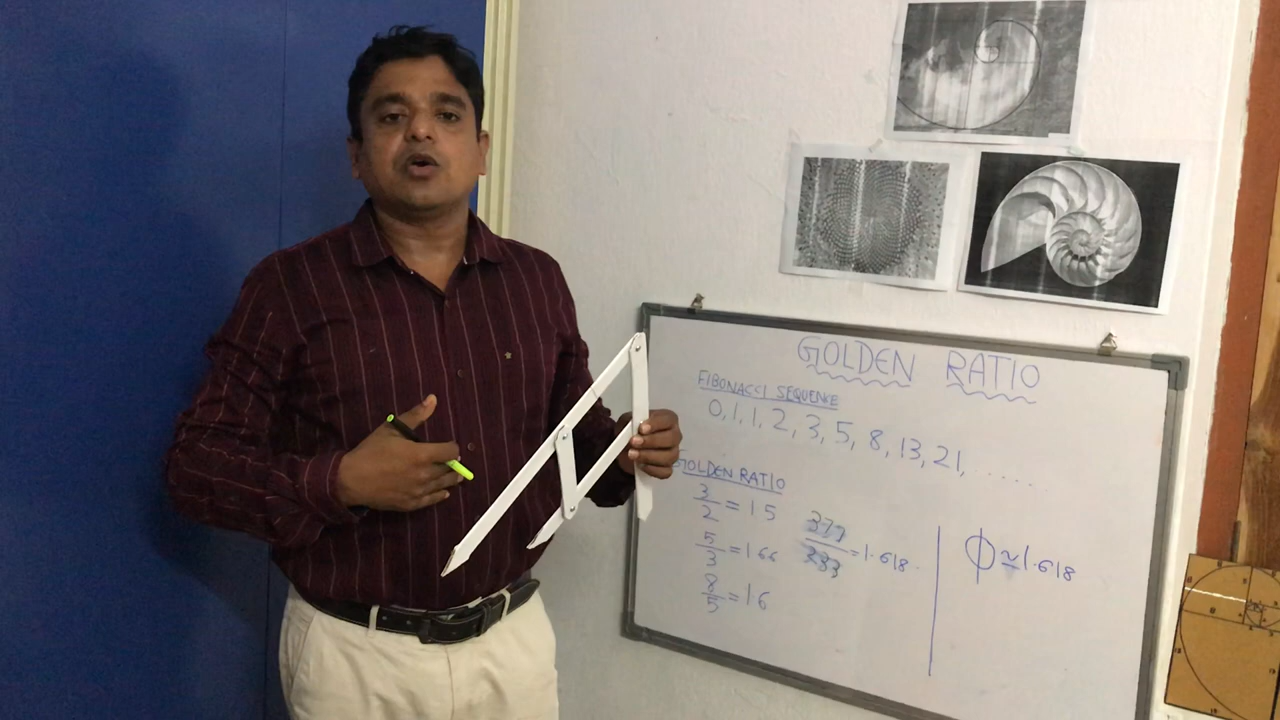 GOLDEN RATIO
FIBONACCI SEQUENCE
0, 1, 1, 2, 3, 5, 8, 13, 21, .....
GOLDEN RATIO
3/2 = 1 5
5/3 = 1 66
8/5 = 1 6
377/333 = 1.618
ϕ ≈ 1.618